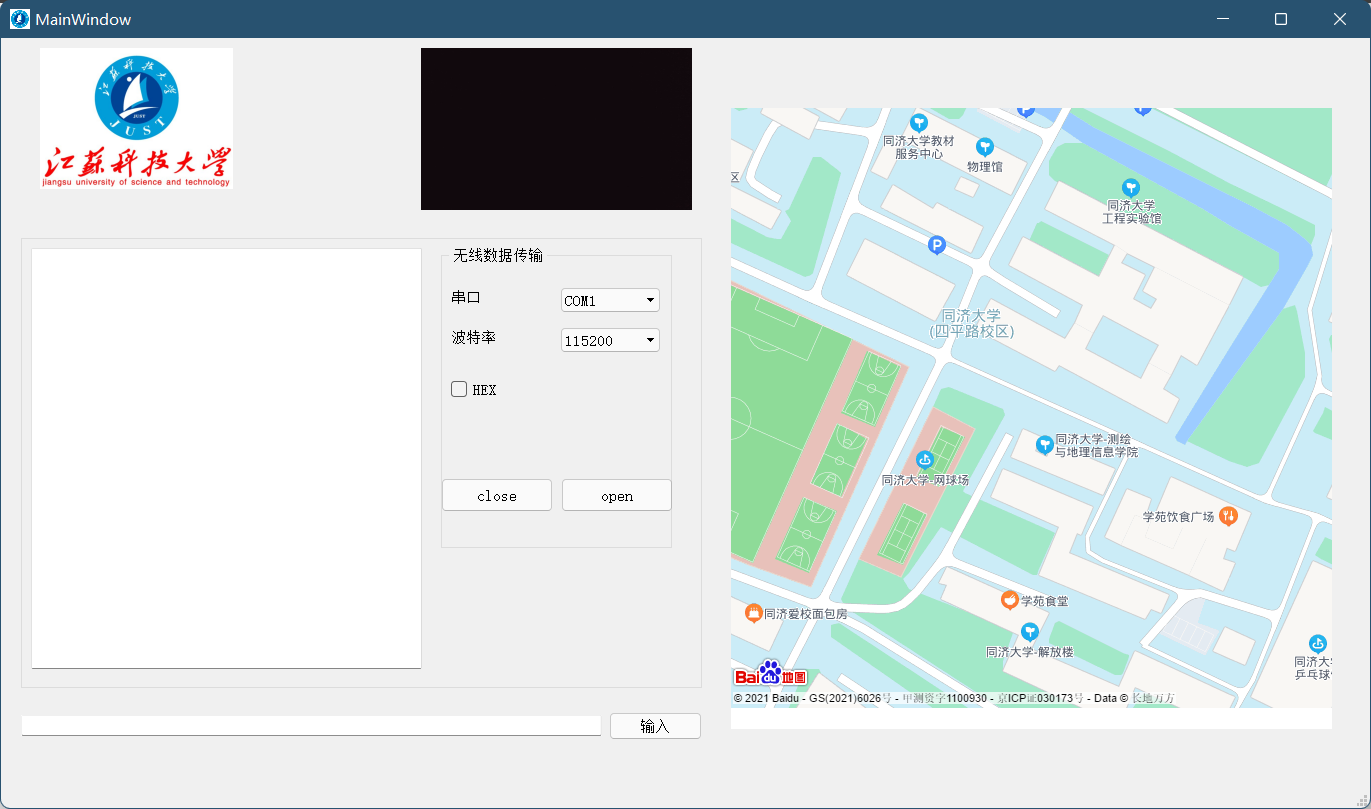 MainWindow
江苏科技大学
JUST
江蘇科技大学
jiangsu university of science and technology
无线数据传输
串口
COM1
波特率
115200
HEX
close
open
输入
同济大学教材
服务中心
物理馆
区
同济大学
工程实验馆
P
同济大学
(四平路校区)
同济大学-测绘
与地理信息学院
同济大学-网球场
学苑饮食广场
学苑食堂
同济爱校面包房
同济大学-解放楼
同济大
乒乓球
Bai du 地图
© 2021 Baidu - GS(2021)6026号 - 甲测资字1100930 - 京ICP证030173号 - Data © 长地万方